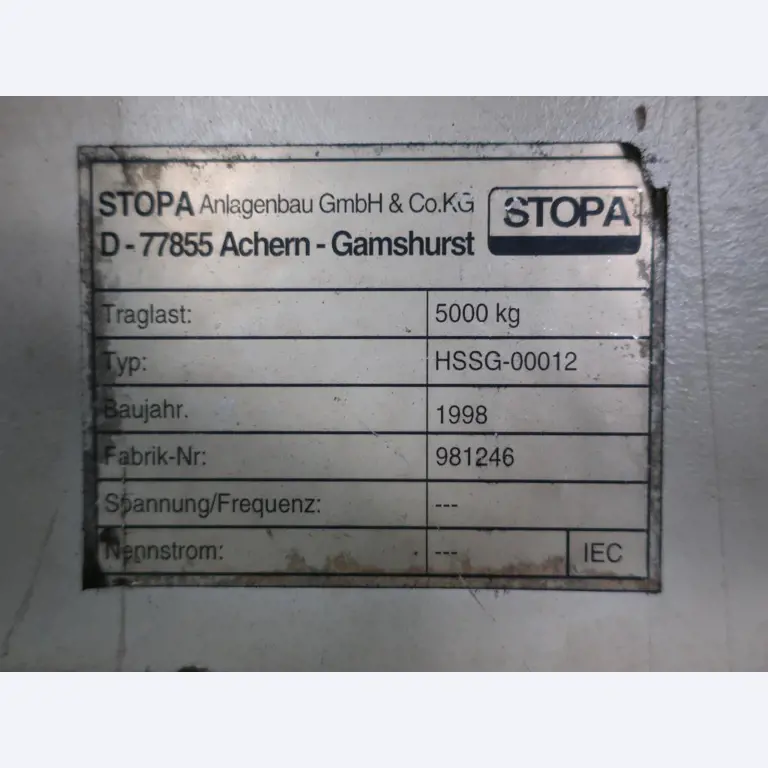 STOPA Anlagenbau GmbH & Co.KG STOPA
D - 77855 Achern - Gamshurst
Traglast: 5000 kg
Typ: HSSG-00012
Baujahr. 1998
Fabrik-Nr: 981246
Spannung/Frequenz: ---
Nennstrom: --- IEC